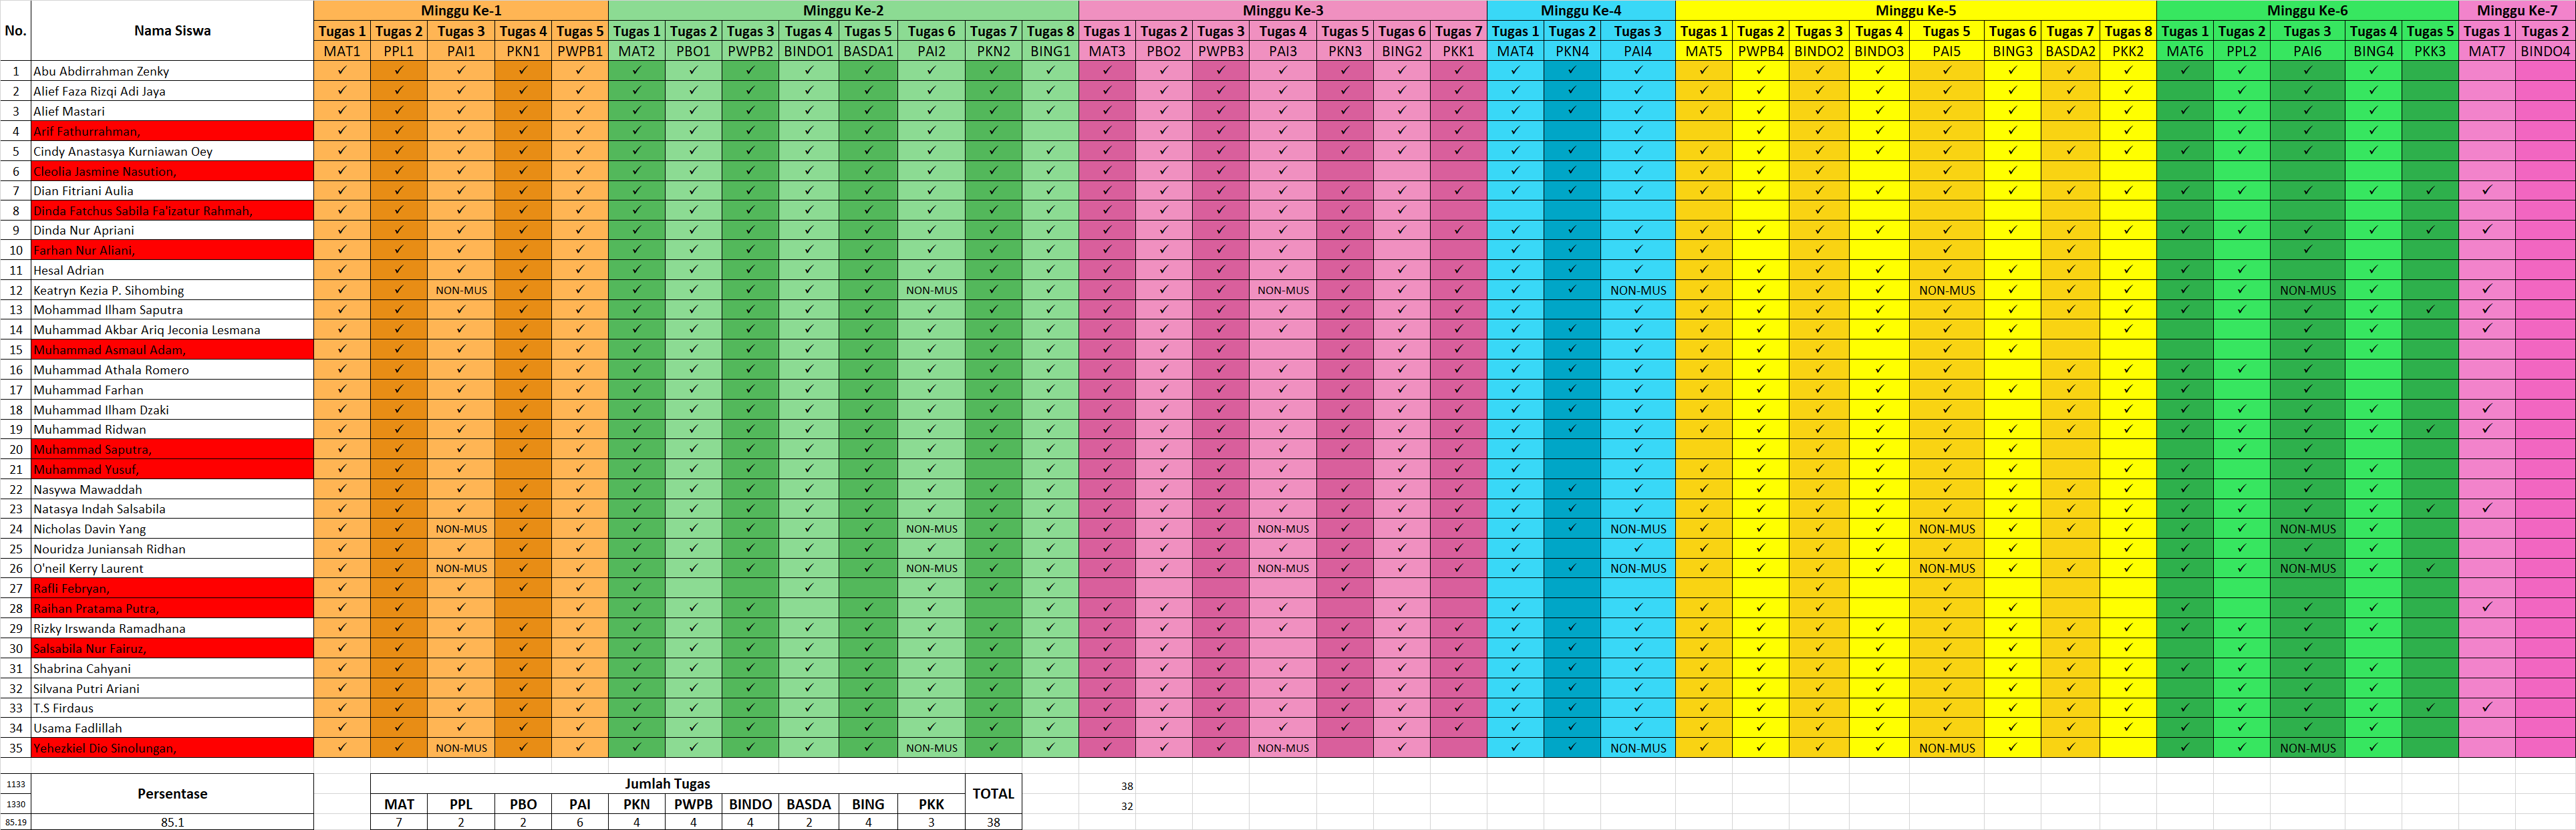 Minggu Ke-1 Minggu Ke-2 Minggu Ke-3 Minggu Ke-4 Minggu Ke-5 Minggu Ke-6 Minggu Ke-7
No. Nama Siswa Tugas 1 Tugas 2 Tugas 3 Tugas 4 Tugas 5 Tugas 1 Tugas 2 Tugas 3 Tugas 4 Tugas 5 Tugas 6 Tugas 7 Tugas 8 Tugas 1 Tugas 2 Tugas 3 Tugas 4 Tugas 5 Tugas 6 Tugas 7 Tugas 1 Tugas 2 Tugas 3 Tugas 1 Tugas 2 Tugas 3 Tugas 4 Tugas 5 Tugas 6 Tugas 7 Tugas 8 Tugas 1 Tugas 2 Tugas 3 Tugas 4 Tugas 5 Tugas 1 Tugas 2
MAT1 PPL1 PAI1 PKN1 PWPB1 MAT2 PBO1 PWPB2 BINDO1 BASDA1 PAI2 PKN2 BING1 MAT3 PBO2 PWPB3 PAI3 PKN3 BING2 PKK1 MAT4 PKN4 PAI4 MAT5 PWPB4 BINDO2 BINDO3 PAI5 BING3 BASDA2 PKK2 MAT6 PPL2 PAI6 BING4 PKK3 MAT7 BINDO4
1 Abu Abdirrahman Zenky
2 Alief Faza Rizqi Adi Jaya
3 Alief Mastari
4 Arif Fathurrahman,
5 Cindy Anastasya Kurniawan Oey
6 Cleolia Jasmine Nasution,
7 Dian Fitriani Aulia
8 Dinda Fatchus Sabila Fa'izatur Rahmah,
9 Dinda Nur Apriani
10 Farhan Nur Aliani,
11 Hesal Adrian
12 Keatryn Kezia P. Sihombing NON-MUS NON-MUS NON-MUS NON-MUS NON-MUS NON-MUS
13 Mohammad Ilham Saputra
14 Muhammad Akbar Ariq Jeconia Lesmana
15 Muhammad Asmaul Adam,
16 Muhammad Athala Romero
17 Muhammad Farhan
18 Muhammad Ilham Dzaki
19 Muhammad Ridwan
20 Muhammad Saputra,
21 Muhammad Yusuf,
22 Nasywa Mawaddah
23 Natasya Indah Salsabila
24 Nicholas Davin Yang NON-MUS NON-MUS NON-MUS NON-MUS NON-MUS NON-MUS
25 Nouridza Juniansah Ridhan
26 O'neil Kerry Laurent NON-MUS NON-MUS NON-MUS NON-MUS NON-MUS NON-MUS
27 Rafli Febryan,
28 Raihan Pratama Putra,
29 Rizky Irswanda Ramadhana
30 Salsabila Nur Fairuz,
31 Shabrina Cahyani
32 Silvana Putri Ariani
33 T.S Firdaus
34 Usama Fadlillah
35 Yehezkiel Dio Sinolungan, NON-MUS NON-MUS NON-MUS NON-MUS NON-MUS NON-MUS
1133 Persentase Jumlah Tugas TOTAL 38
1330 MAT PPL PBO PAI PKN PWPB BINDO BASDA BING PKK 32
85.19 85.1 7 2 2 6 4 4 4 2 4 3 38